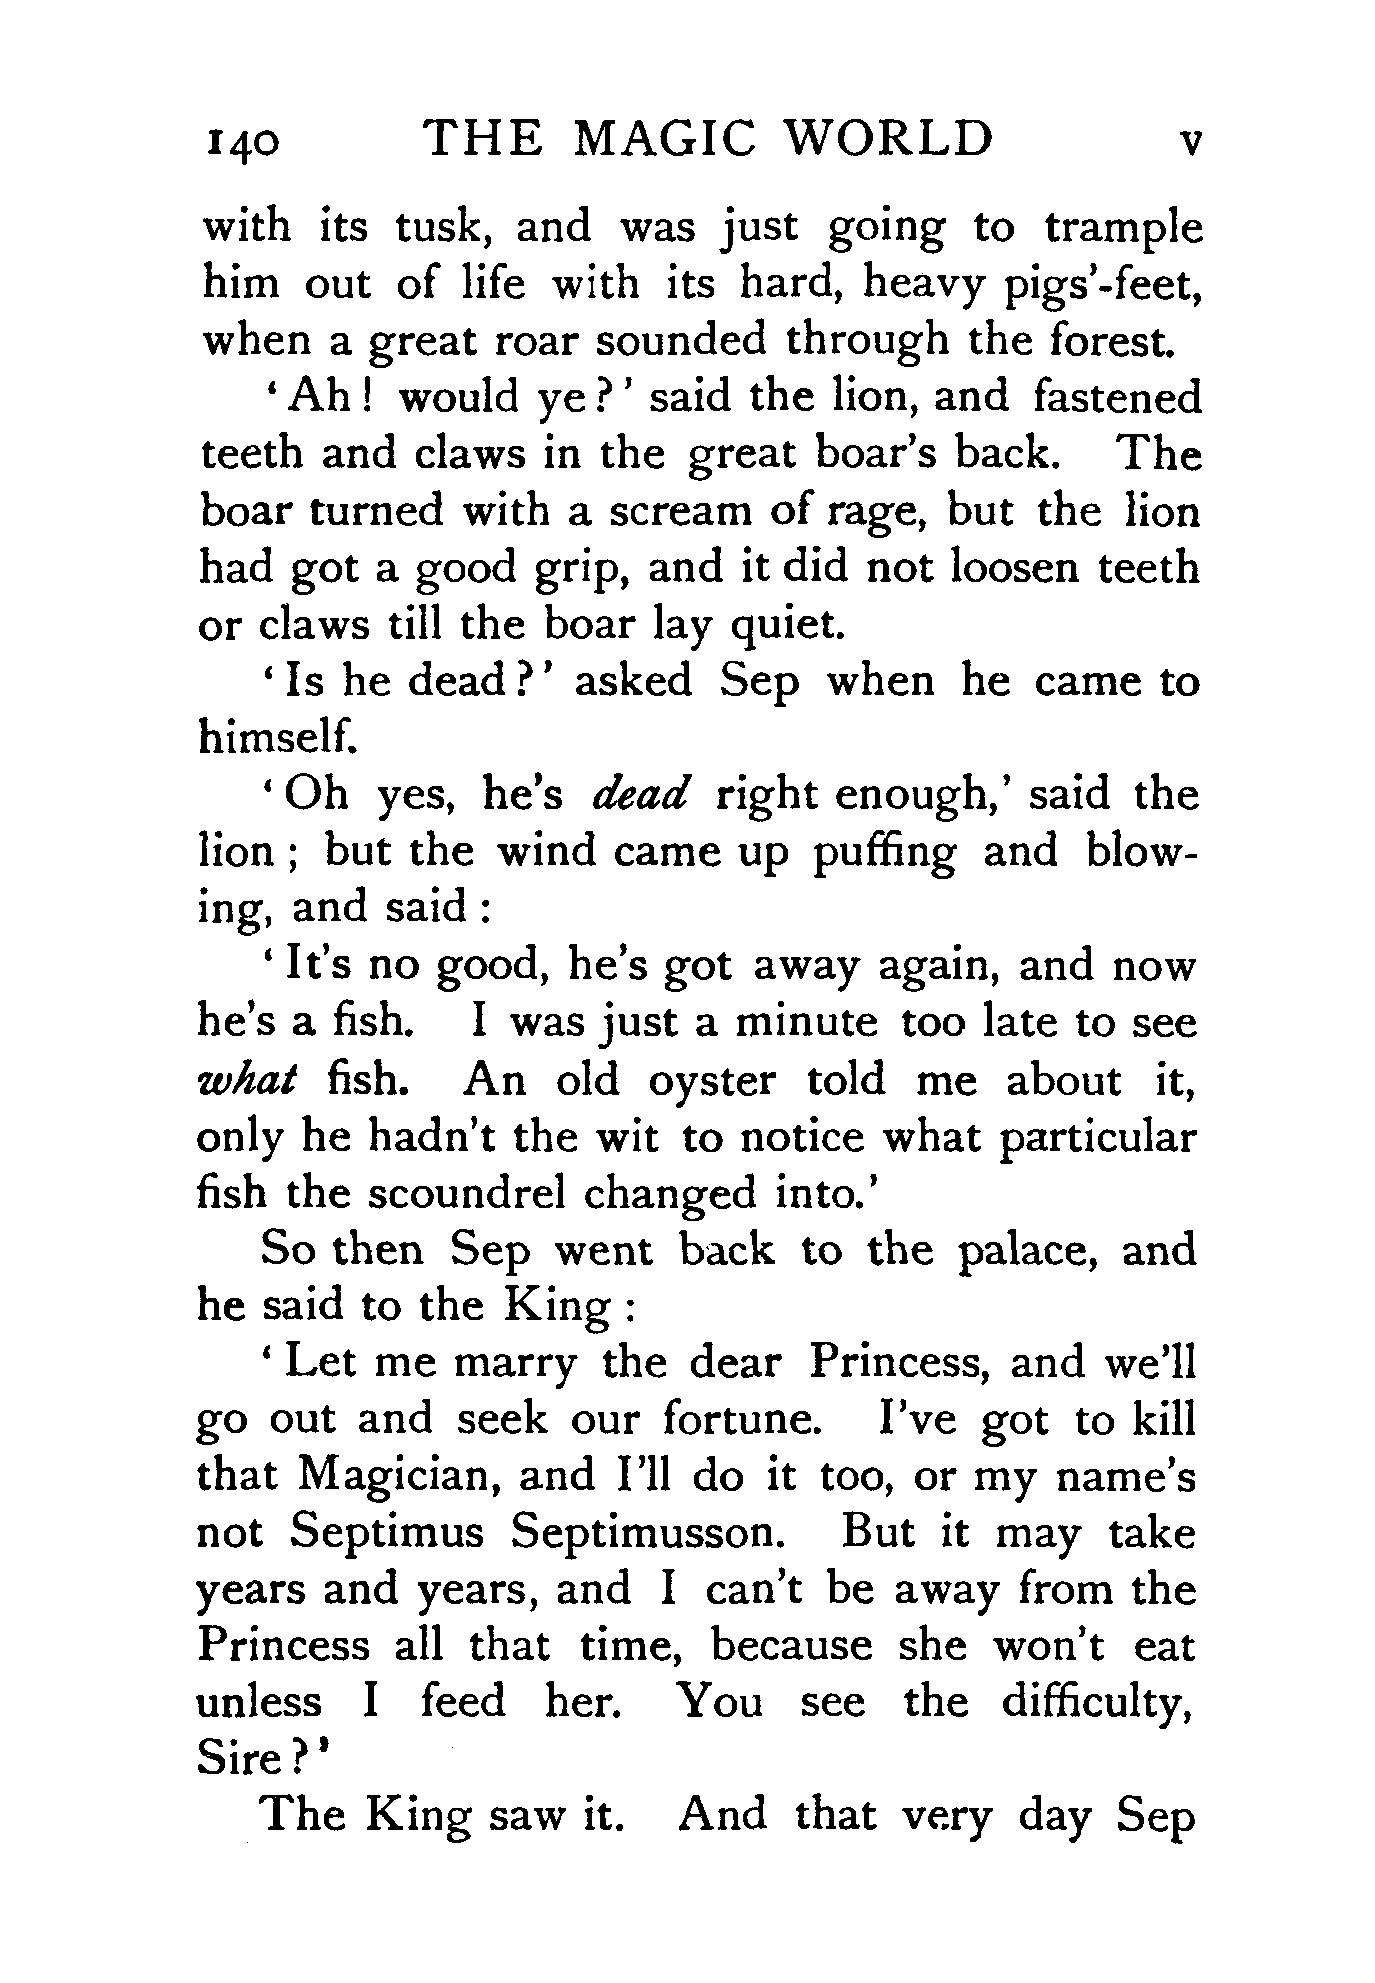 140 THE MAGIC WORLD v
with its tusk, and was just going to trample
him out of life with its hard, heavy pigs'-feet,
when a great roar sounded through the forest.
‘Ah! would ye?’ said the lion, and fastened
teeth and claws in the great boar's back. The
boar turned with a scream of rage, but the lion
had got a good grip, and it did not loosen teeth
or claws till the boar lay quiet.
‘Is he dead?’ asked Sep when he came to
himself.
‘Oh yes, he's dead right enough,’ said the
lion; but the wind came up puffing and blow-
ing, and said:
‘It's no good, he's got away again, and now
he's a fish. I was just a minute too late to see
what fish. An old oyster told me about it,
only he hadn't the wit to notice what particular
fish the scoundrel changed into.’
So then Sep went back to the palace, and
he said to the King:
‘Let me marry the dear Princess, and we'll
go out and seek our fortune. I've got to kill
that Magician, and I'll do it too, or my name's
not Septimus Septimusson. But it may take
years and years, and I can't be away from the
Princess all that time, because she won't eat
unless I feed her. You see the difficulty,
Sire?’
The King saw it. And that very day Sep